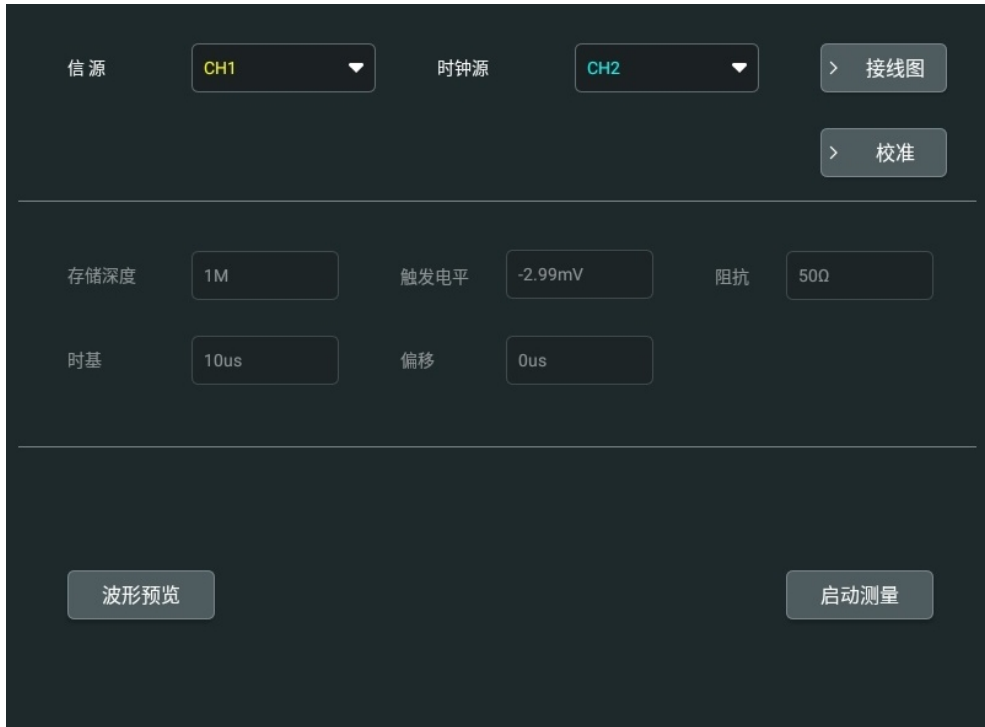 信 源 CH1 时钟源 CH2 > 接线图
> 校准
存储深度 1M 触发电平 -2.99mV 阻抗 50Ω
时基 10us 偏移 0us
波形预览 启动测量